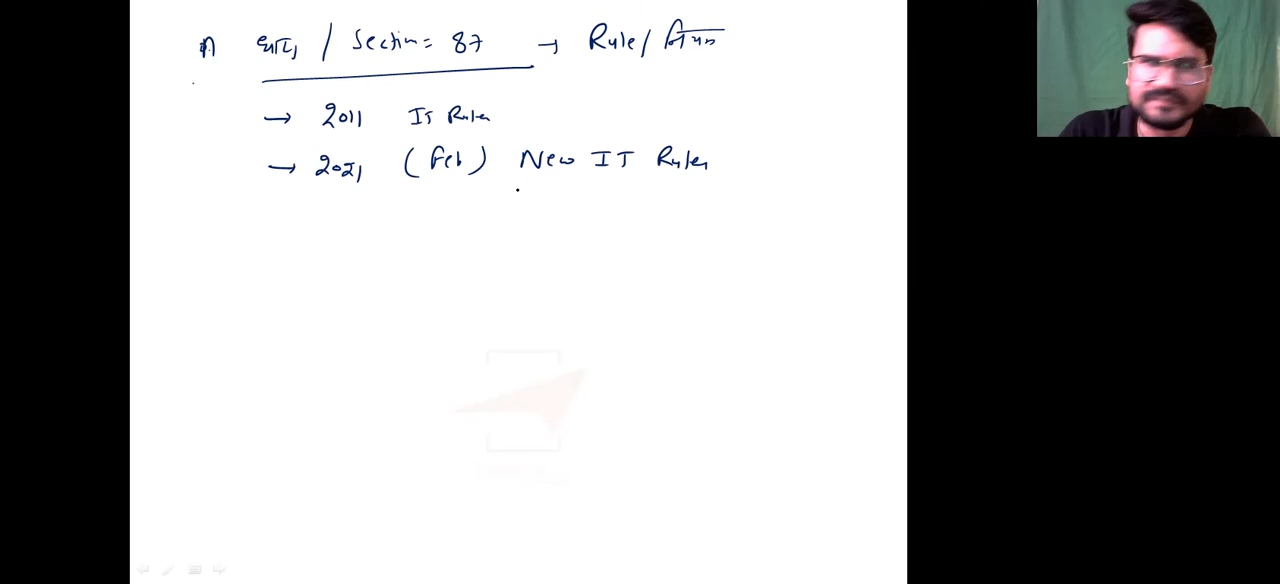 धारा / Section = 87 → Rule / नियम
→ 2011 IT Rules
→ 2021 (Feb) New IT Rules